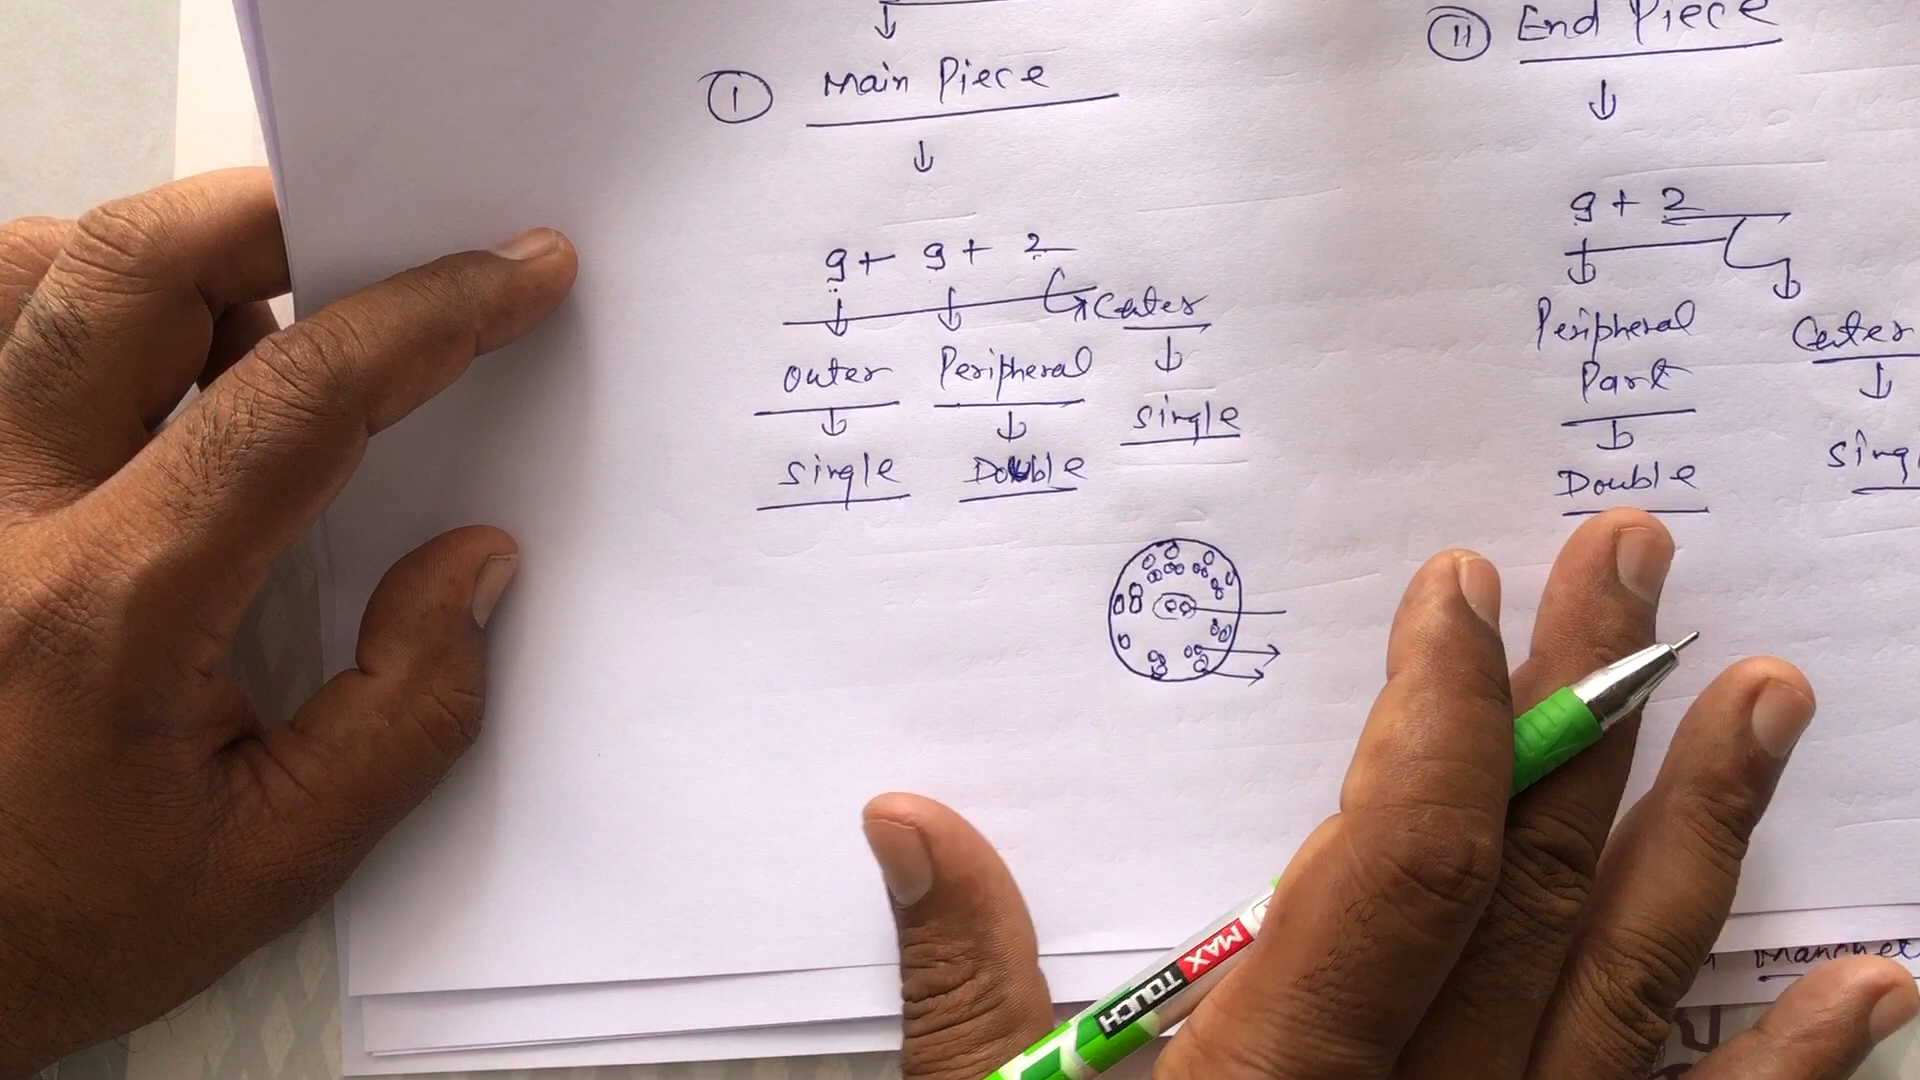 I Main Piece
9+ 9+ 2
Center
Outer Peripheral
Single
Single Double
II End Piece
9+ 2
Peripheral
Part
Center
Double
MAX TOUCH